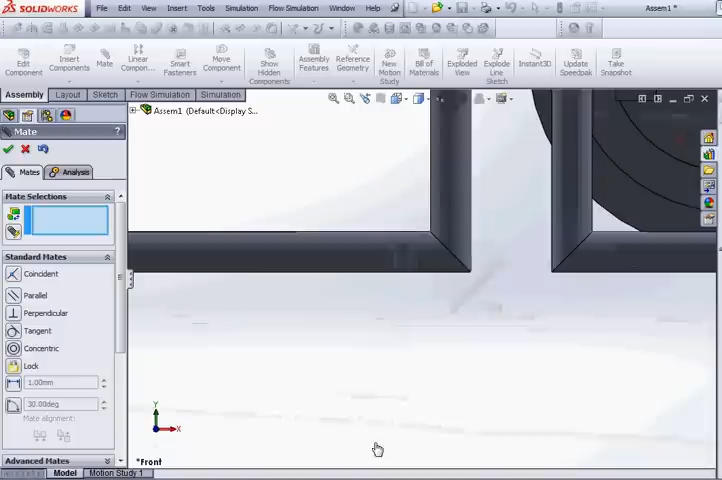 SOLIDWORKS File Edit View Insert Tools Simulation Flow Simulation Window Help Assem1 *
Edit Component Insert Components Mate Linear Compon... Smart Fasteners Move Component Show Hidden Components Assembly Features Reference Geometry New Motion Study Bill of Materials Exploded View Explode Line Sketch Instant3D Update Speedpak Take Snapshot
Assembly Layout Sketch Flow Simulation Simulation
Assem1 (Default<Display S...
Mate ?
Mates Analysis
Mate Selections
Standard Mates
Coincident
Parallel
Perpendicular
Tangent
Concentric
Lock
1.00mm
30.00deg
Mate alignment:
Advanced Mates
Y
X
*Front
Model Motion Study 1